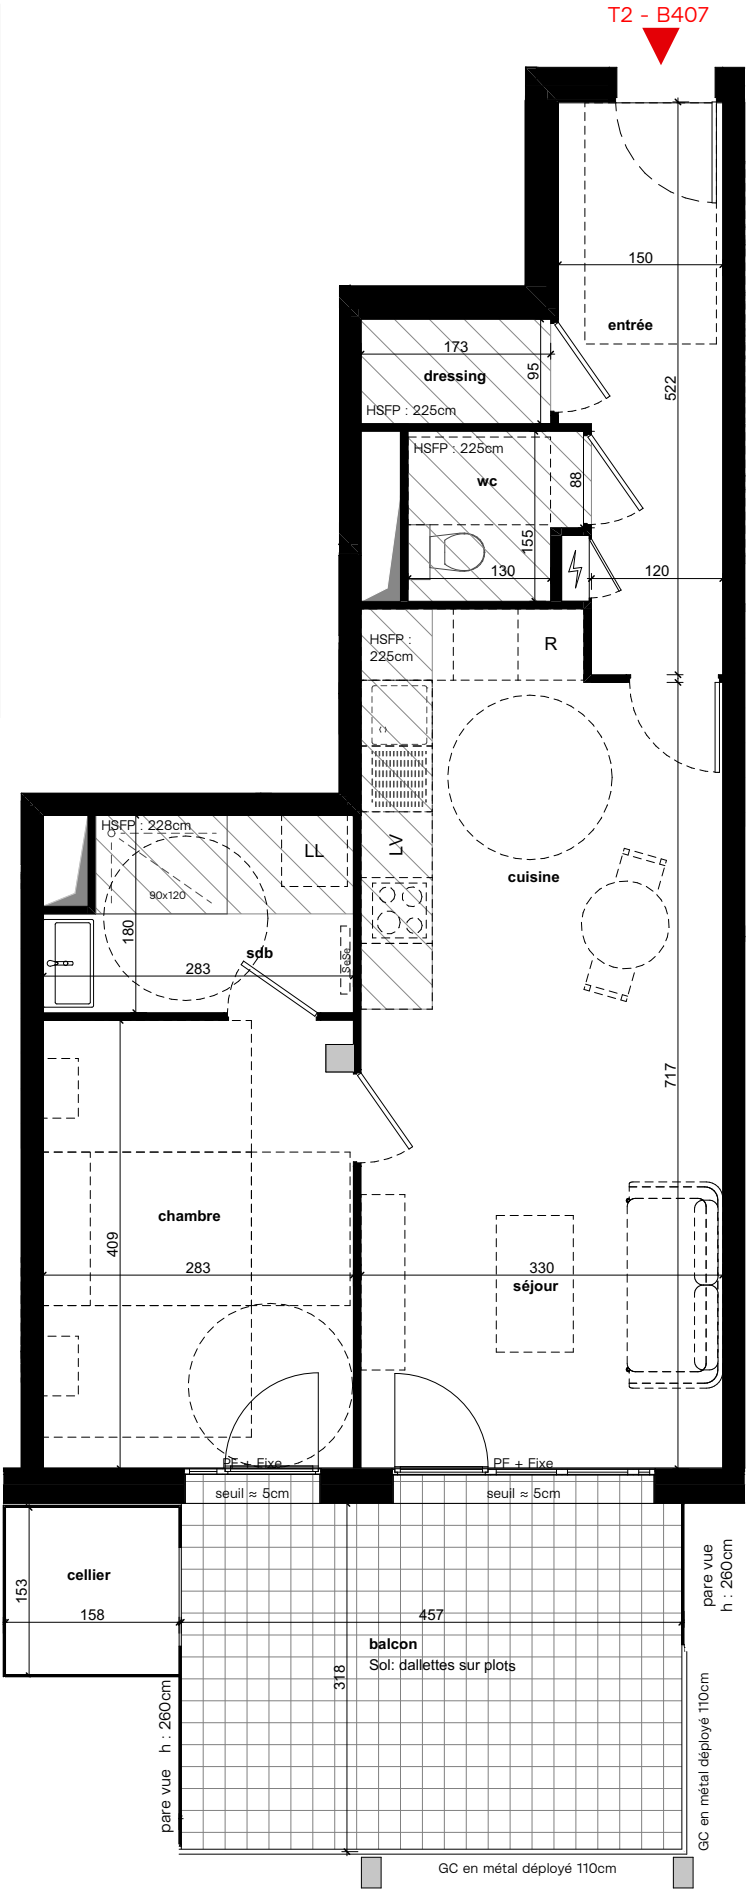 T2 - B407
150
entrée
522
173
dressing
95
HSFP : 225cm
HSFP : 225cm
wc
88
155
130
120
HSFP :
225cm
R
HSFP : 228cm
LL
LV
90x120
cuisine
180
sdb
283
SeSe
717
chambre
409
283
330
séjour
PF + Fixe
PF + Fixe
seuil ≈ 5cm
seuil ≈ 5cm
cellier
153
158
457
balcon
Sol: dallettes sur plots
318
pare vue
h : 260cm
pare vue h : 260cm
GC en métal déployé 110cm
GC en métal déployé 110cm